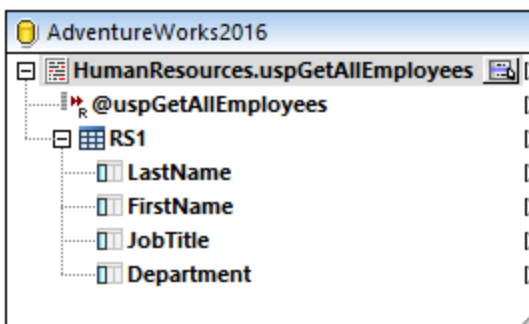 AdventureWorks2016
HumanResources.uspGetAllEmployees
R @uspGetAllEmployees
RS1
LastName
FirstName
JobTitle
Department